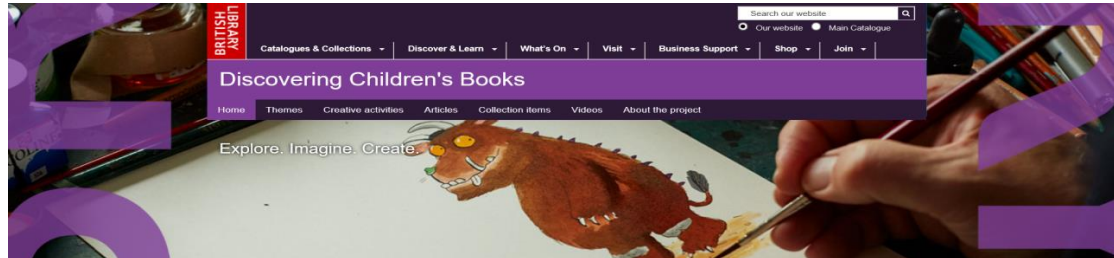 BRITISH
LIBRARY
Search our website
Our website Main Catalogue
Catalogues & Collections Discover & Learn What's On Visit Business Support Shop Join
Discovering Children's Books
Home Themes Creative activities Articles Collection items Videos About the project
Explore. Imagine. Create.